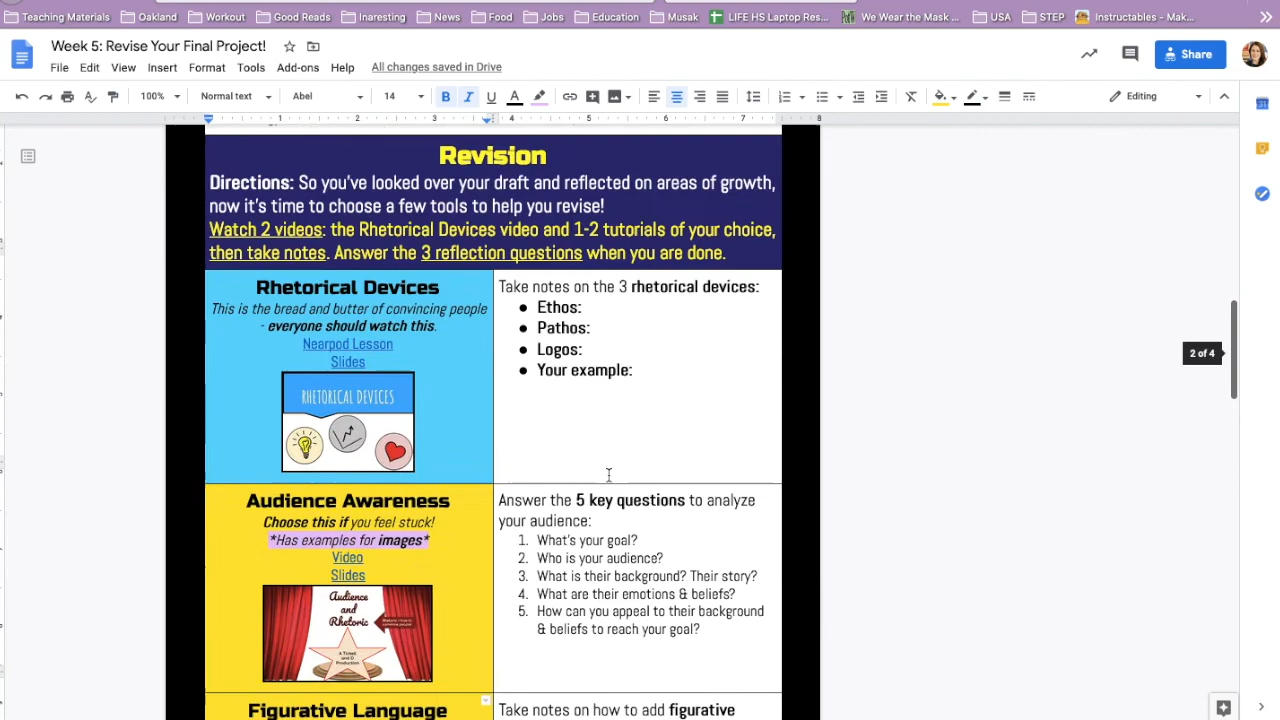 Teaching Materials Oakland Workout Good Reads Inaresting News Food Jobs Education Musak LIFE HS Laptop Res... We Wear the Mask ... USA STEP Instructables - Mak...
Week 5: Revise Your Final Project!
File Edit View Insert Format Tools Add-ons Help All changes saved in Drive
Share
100% Normal text Abel 14 Editing
1 2 3 4 5 6 7 8
Revision
Directions: So you've looked over your draft and reflected on areas of growth,
now it's time to choose a few tools to help you revise!
Watch 2 videos: the Rhetorical Devices video and 1-2 tutorials of your choice,
then take notes. Answer the 3 reflection questions when you are done.
Rhetorical Devices
This is the bread and butter of convincing people
- everyone should watch this.
Nearpod Lesson
Slides
RHETORICAL DEVICES
Take notes on the 3 rhetorical devices:
● Ethos:
● Pathos:
● Logos:
● Your example:
2 of 4
Audience Awareness
Choose this if you feel stuck!
*Has examples for images*
Video
Slides
Audience
and
Rhetoric
Answer the 5 key questions to analyze
your audience:
1. What's your goal?
2. Who is your audience?
3. What is their background? Their story?
4. What are their emotions & beliefs?
5. How can you appeal to their background
& beliefs to reach your goal?
Figurative Language
Take notes on how to add figurative